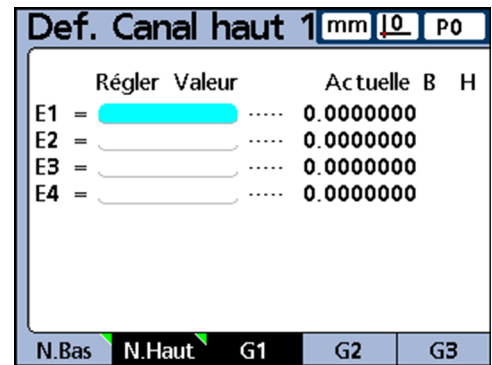 Def. Canal haut 1 mm 0 P0
Régler Valeur Actuelle B H
E1 = ..... 0.0000000
E2 = ..... 0.0000000
E3 = ..... 0.0000000
E4 = ..... 0.0000000
N.Bas N.Haut G1 G2 G3